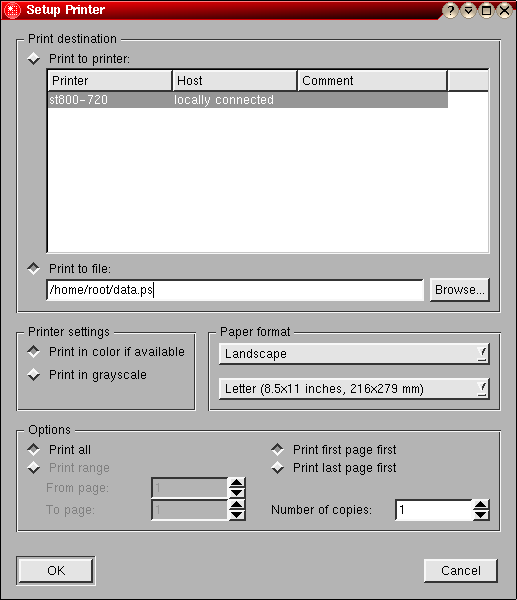 Setup Printer
Print destination
Print to printer:
Printer Host Comment
st800-720 locally connected
Print to file:
/home/root/data.ps Browse...
Printer settings Paper format
Print in color if available Landscape
Print in grayscale Letter (8.5x11 inches, 216x279 mm)
Options
Print all Print first page first
Print range Print last page first
From page: 1
To page: 1 Number of copies: 1
OK Cancel